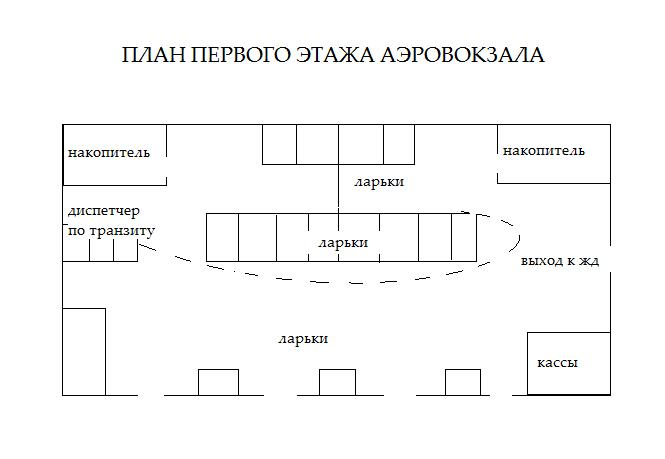 ПЛАН ПЕРВОГО ЭТАЖА АЭРОВОКЗАЛА
накопитель
накопитель
ларьки
диспетчер
по транзиту
ларьки
выход к жд
ларьки
кассы